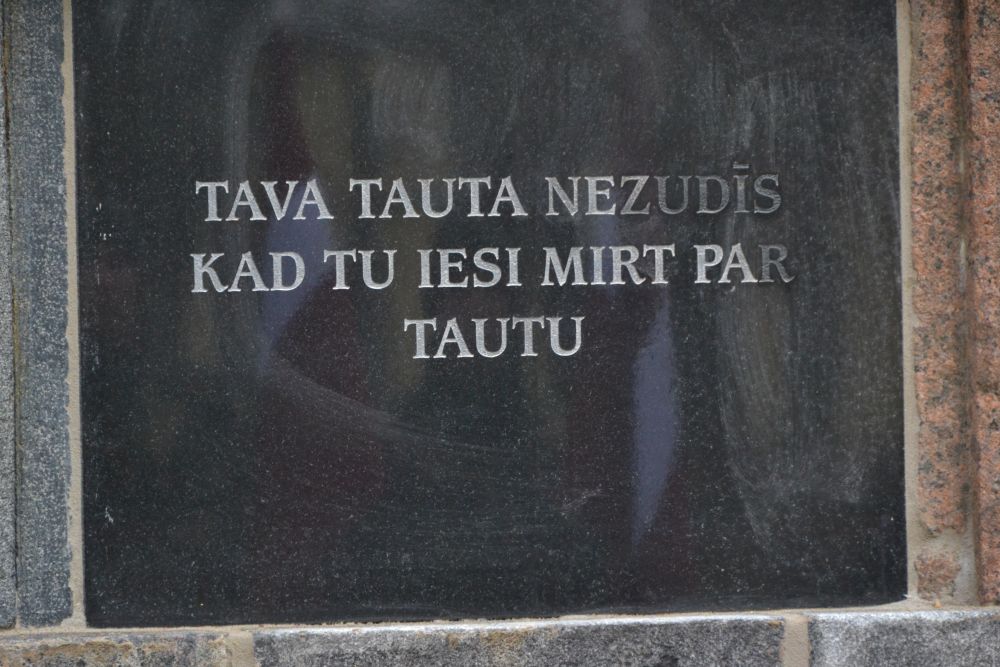 TAVA TAUTA NEZUDĪS
KAD TU IESI MIRT PAR
TAUTU